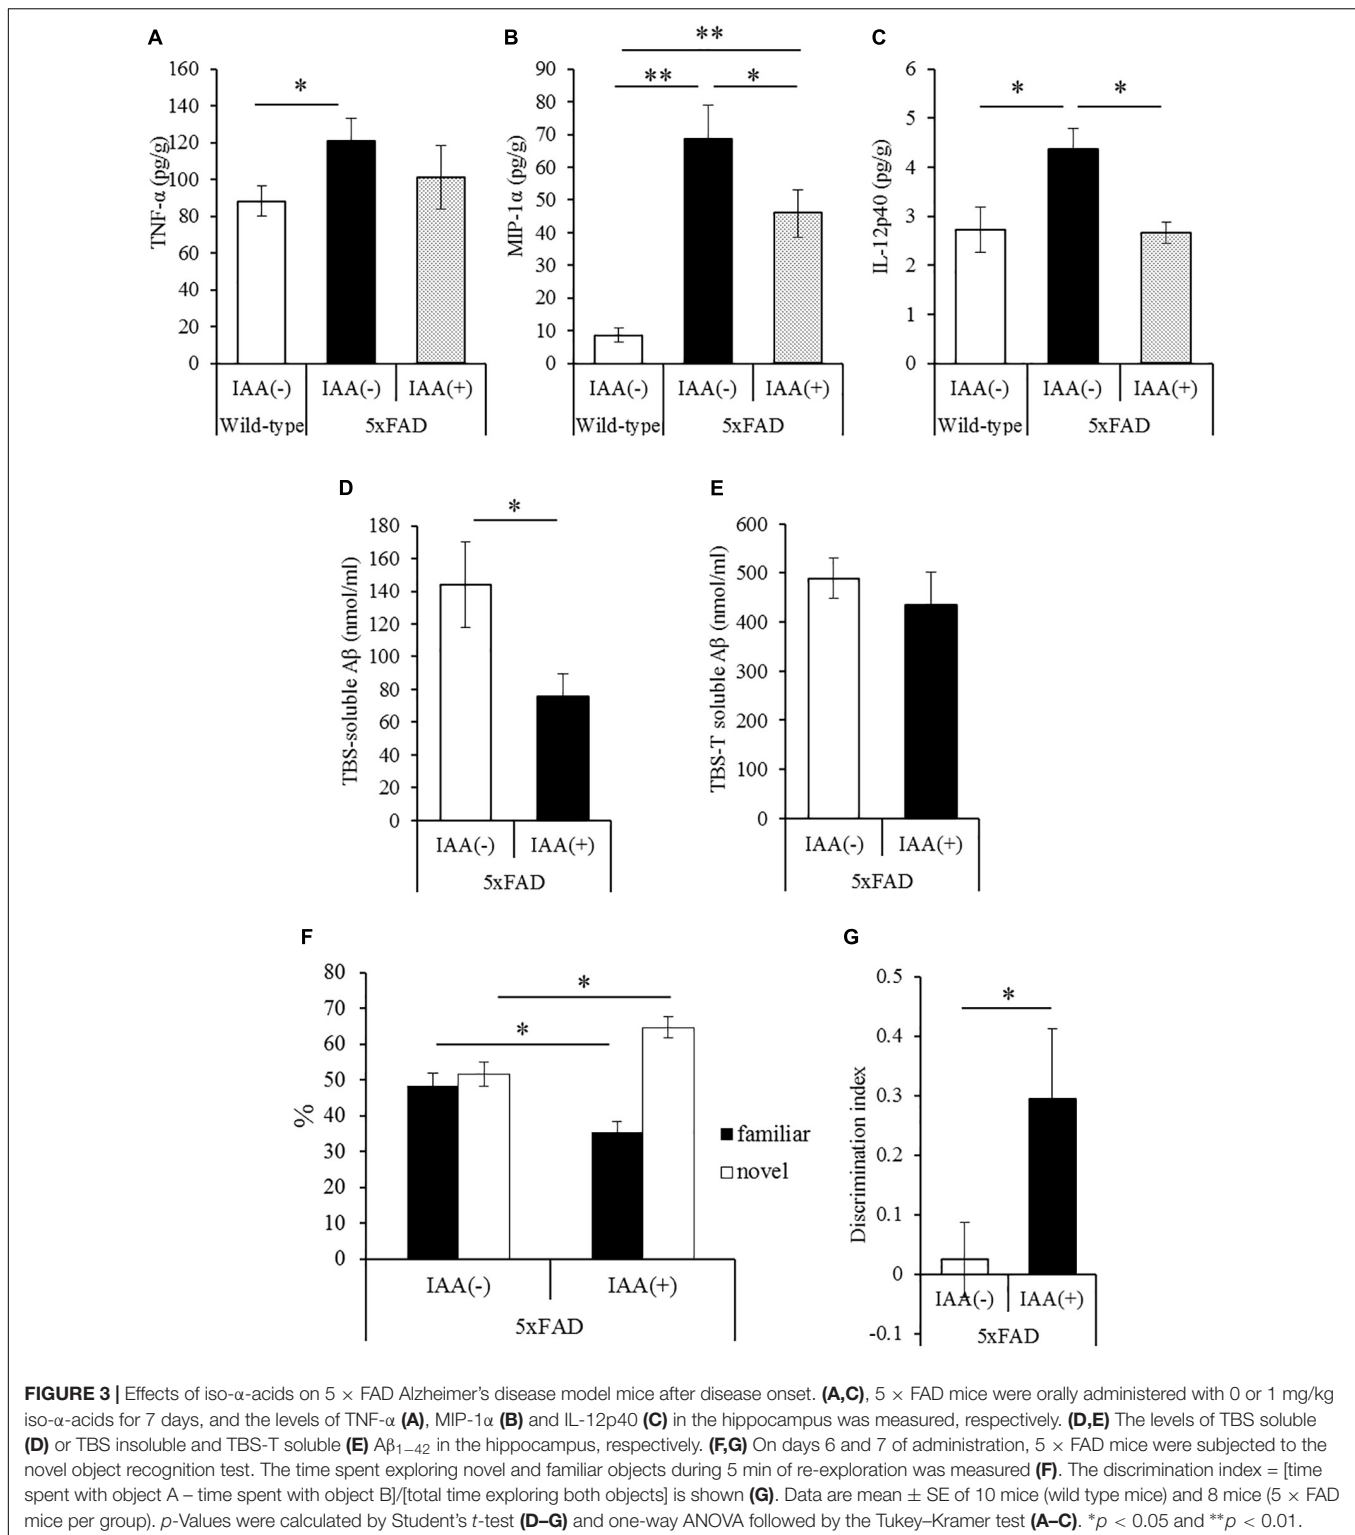 A
160
140
120
100
80
60
40
20
0
TNF-α (pg/g)
*
IAA(-) IAA(-) IAA(+)
Wild-type 5xFAD
B
90
80
70
60
50
40
30
20
10
0
MIP-1α (pg/g)
**
** *
IAA(-) IAA(-) IAA(+)
Wild-type 5xFAD
C
6
5
4
3
2
1
0
IL-12p40 (pg/g)
* *
IAA(-) IAA(-) IAA(+)
Wild-type 5xFAD
D
180
160
140
120
100
80
60
40
20
0
TBS-soluble Aβ (nmol/ml)
*
IAA(-) IAA(+)
5xFAD
E
600
500
400
300
200
100
0
TBS-T soluble Aβ (nmol/ml)
IAA(-) IAA(+)
5xFAD
F
80
70
60
50
40
30
20
10
0
%
*
*
familiar
novel
IAA(-) IAA(+)
5xFAD
G
0.5
0.4
0.3
0.2
0.1
0
-0.1
Discrimination index
*
IAA(-) IAA(+)
5xFAD
FIGURE 3 | Effects of iso-α-acids on 5 × FAD Alzheimer's disease model mice after disease onset. (A,C), 5 × FAD mice were orally administered with 0 or 1 mg/kg
iso-α-acids for 7 days, and the levels of TNF-α (A), MIP-1α (B) and IL-12p40 (C) in the hippocampus was measured, respectively. (D,E) The levels of TBS soluble
(D) or TBS insoluble and TBS-T soluble (E) Aβ1−42 in the hippocampus, respectively. (F,G) On days 6 and 7 of administration, 5 × FAD mice were subjected to the
novel object recognition test. The time spent exploring novel and familiar objects during 5 min of re-exploration was measured (F). The discrimination index = [time
spent with object A – time spent with object B]/[total time exploring both objects] is shown (G). Data are mean ± SE of 10 mice (wild type mice) and 8 mice (5 × FAD
mice per group). p-Values were calculated by Student's t-test (D–G) and one-way ANOVA followed by the Tukey–Kramer test (A–C). *p < 0.05 and **p < 0.01.